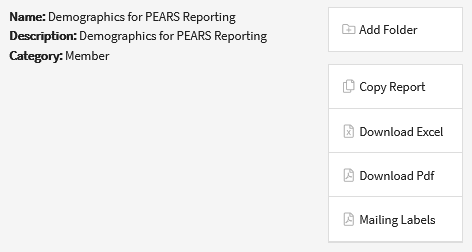 Name: Demographics for PEARS Reporting
Description: Demographics for PEARS Reporting
Category: Member
Add Folder
Copy Report
Download Excel
Download Pdf
Mailing Labels